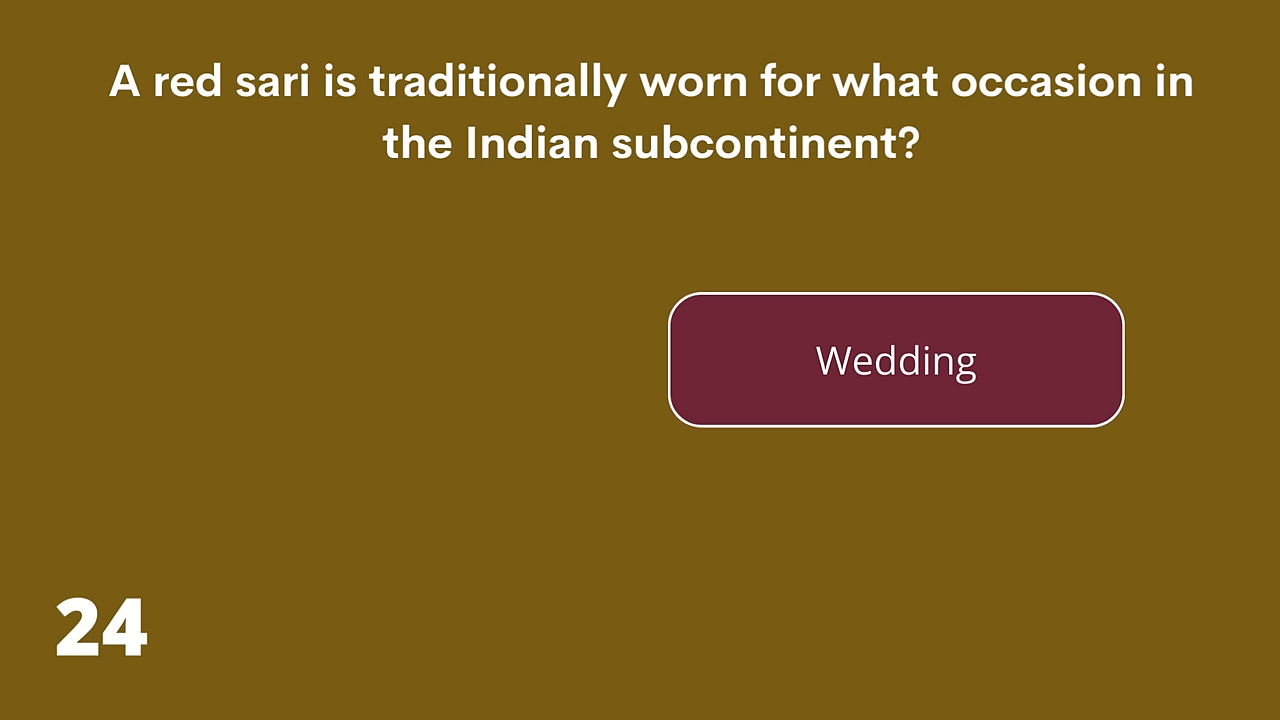 A red sari is traditionally worn for what occasion in
the Indian subcontinent?
Wedding
24